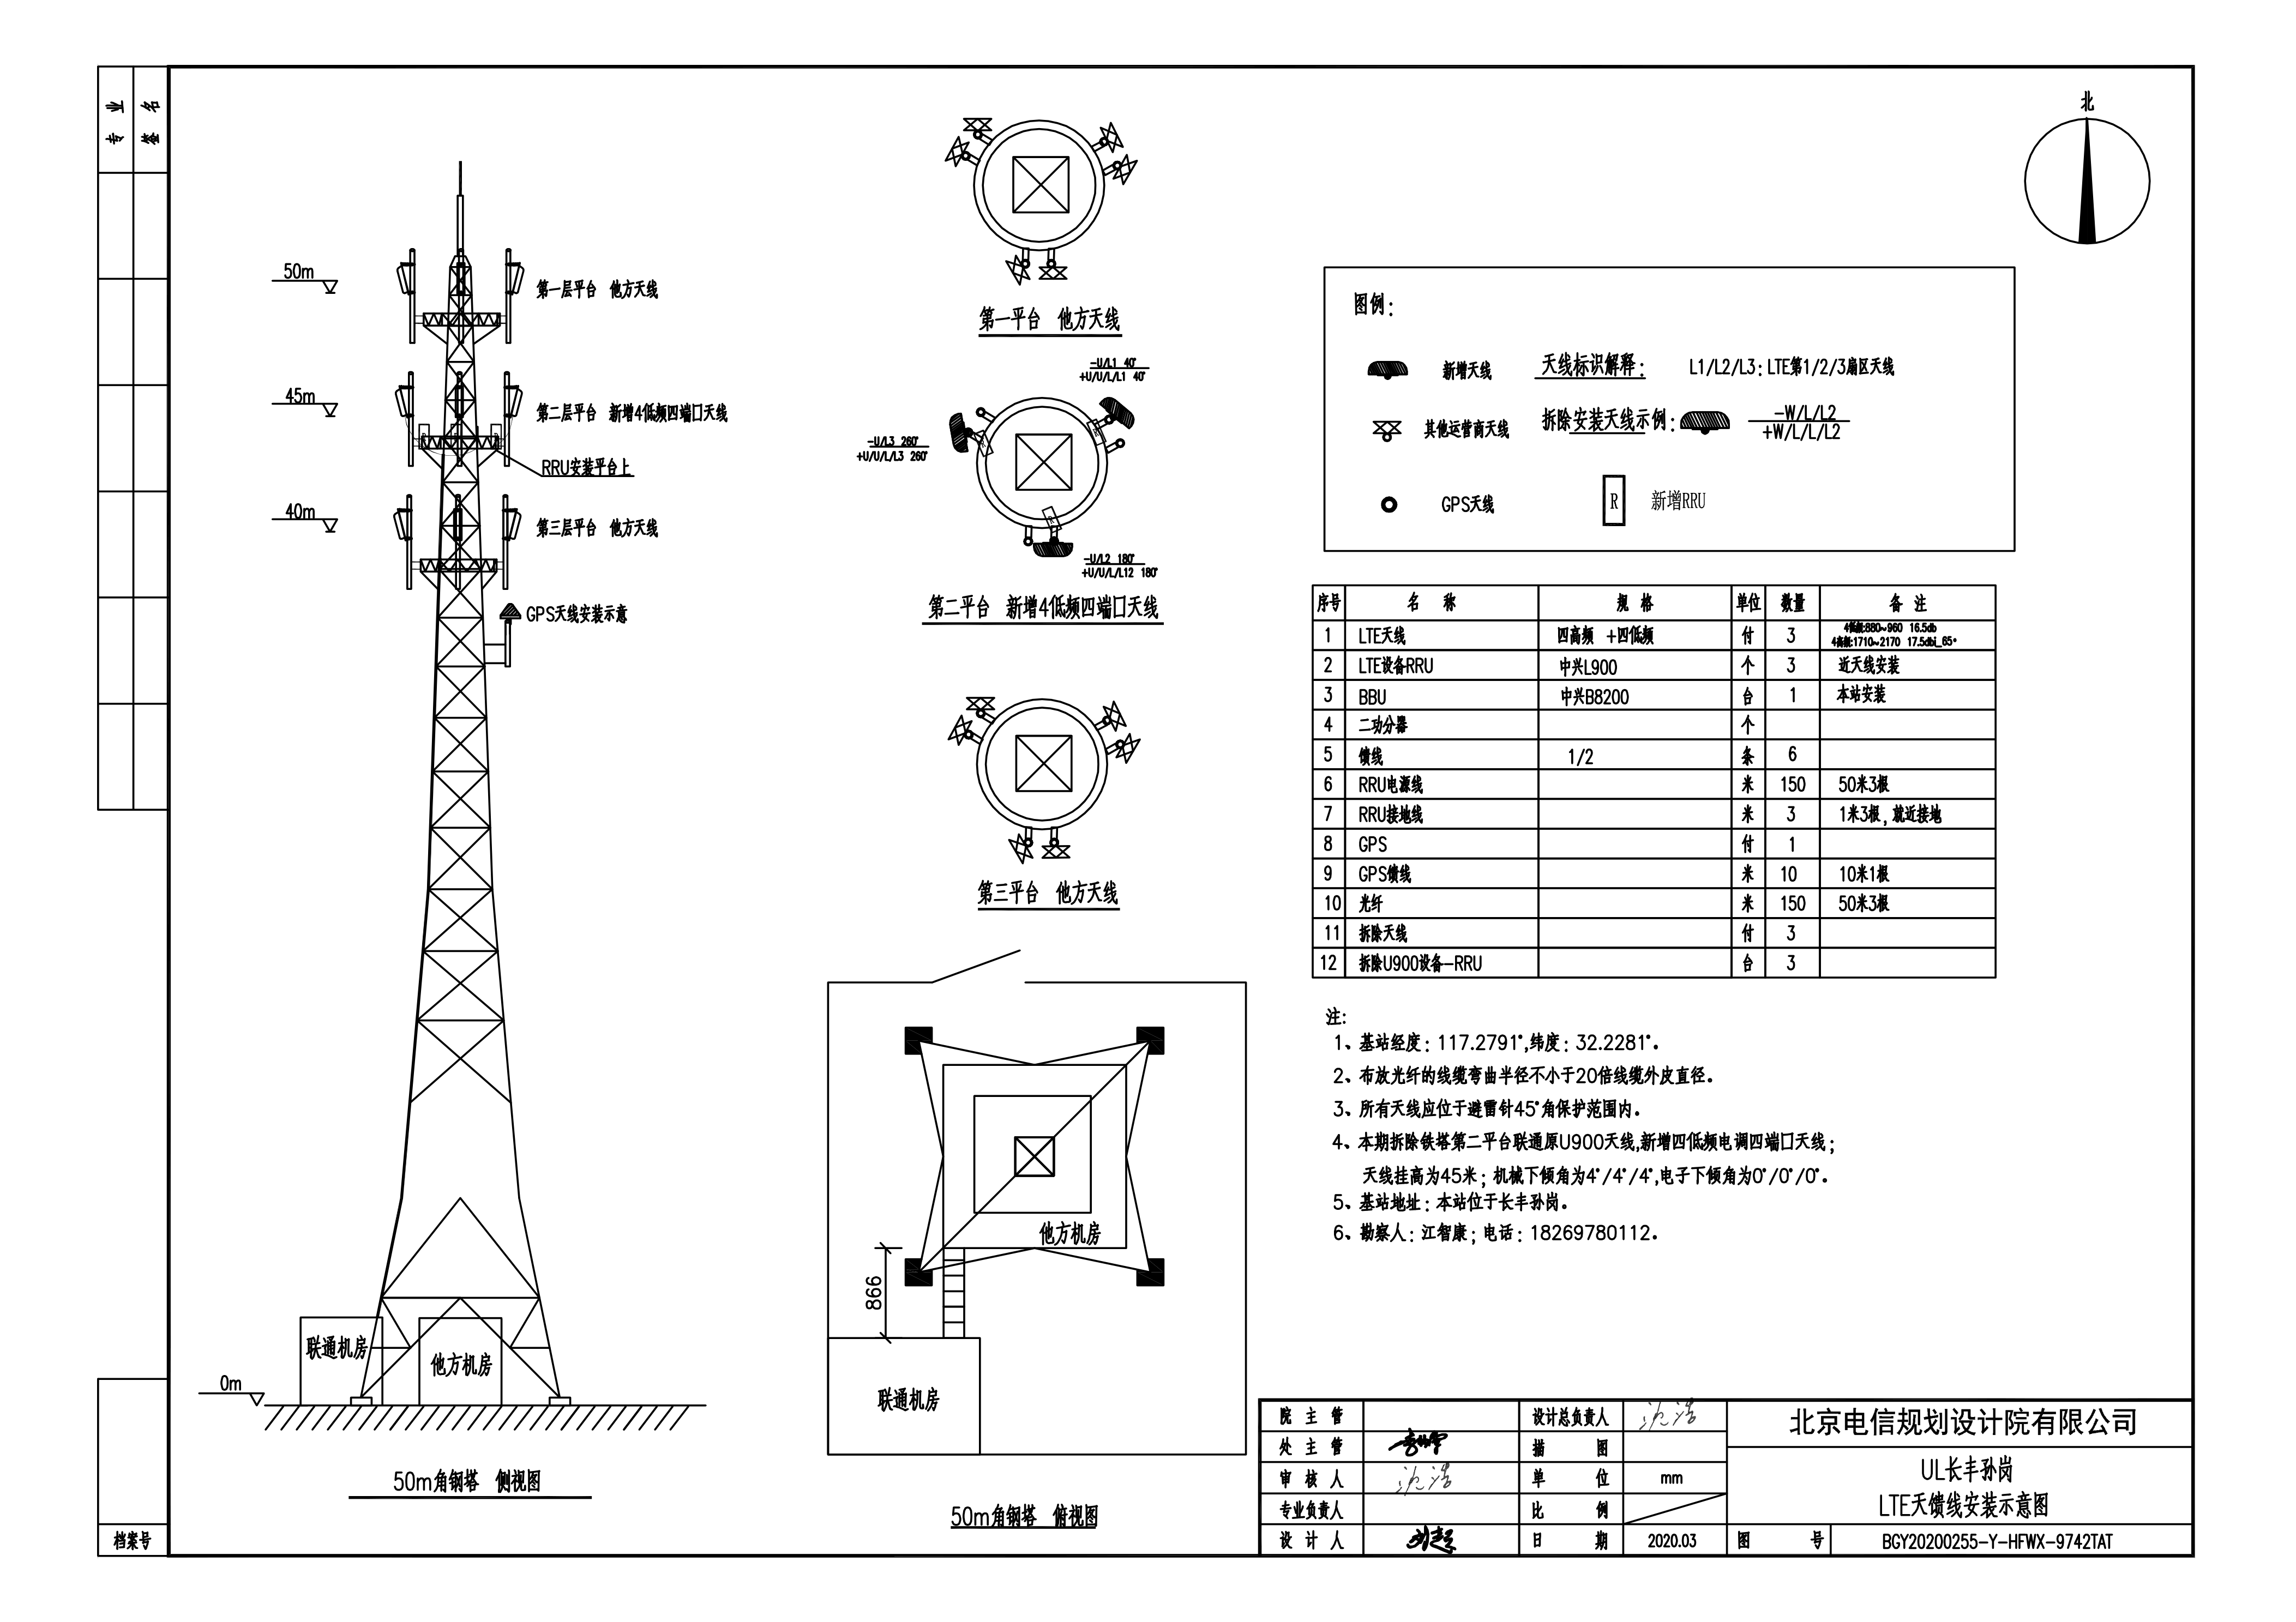 专业
签名
50m
第一层平台 他方天线
45m
第二层平台 新增4低频四端口天线
RRU安装平台上
40m
第三层平台 他方天线
GPS天线安装示意
0m
联通机房
他方机房
50m角钢塔 侧视图
第一平台 他方天线
-U/L1 40°
+U/U/L/L1 40°
-U/L3 260°
+U/U/L/L3 260°
-U/L2 180°
+U/U/L/L12 180°
第二平台 新增4低频四端口天线
第三平台 他方天线
他方机房
866
联通机房
50m角钢塔 俯视图
北
图例：
新增天线 天线标识解释： L1/L2/L3：LTE第1/2/3扇区天线
其他运营商天线 拆除安装天线示例： -W/L/L2
+W/L/L/L2
GPS天线 R 新增RRU
序号 名 称 规 格 单位 数量 备 注
1 LTE天线 四高频 +四低频 付 3 4低频:880~960 16.5db
4高频:1710~2170 17.5dbi_65°
2 LTE设备RRU 中兴L900 个 3 近天线安装
3 BBU 中兴B8200 台 1 本站安装
4 二功分器 个
5 馈线 1/2 条 6
6 RRU电源线 米 150 50米3根
7 RRU接地线 米 3 1米3根，就近接地
8 GPS 付 1
9 GPS馈线 米 10 10米1根
10 光纤 米 150 50米3根
11 拆除天线 付 3
12 拆除U900设备-RRU 台 3
注:
1、基站经度：117.2791°,纬度：32.2281°。
2、布放光纤的线缆弯曲半径不小于20倍线缆外皮直径。
3、所有天线应位于避雷针45°角保护范围内。
4、本期拆除铁塔第二平台联通原U900天线,新增四低频电调四端口天线；
天线挂高为45米；机械下倾角为4°/4°/4°,电子下倾角为0°/0°/0°。
5、基站地址：本站位于长丰孙岗。
6、勘察人：江智康；电话：18269780112。
院主管 设计总负责人 北京电信规划设计院有限公司
处主管 描图
审核人 单位 mm UL长丰孙岗
专业负责人 比例 LTE天馈线安装示意图
设计人 日期 2020.03 图号 BGY20200255-Y-HFWX-9742TAT
档案号